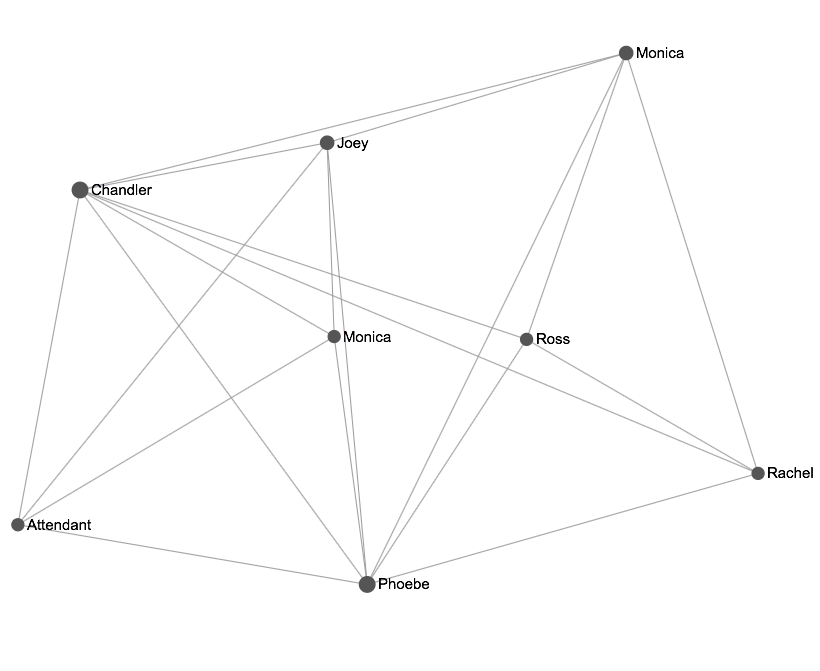 Monica
Joey
Chandler
Monica
Ross
Rachel
Attendant
Phoebe